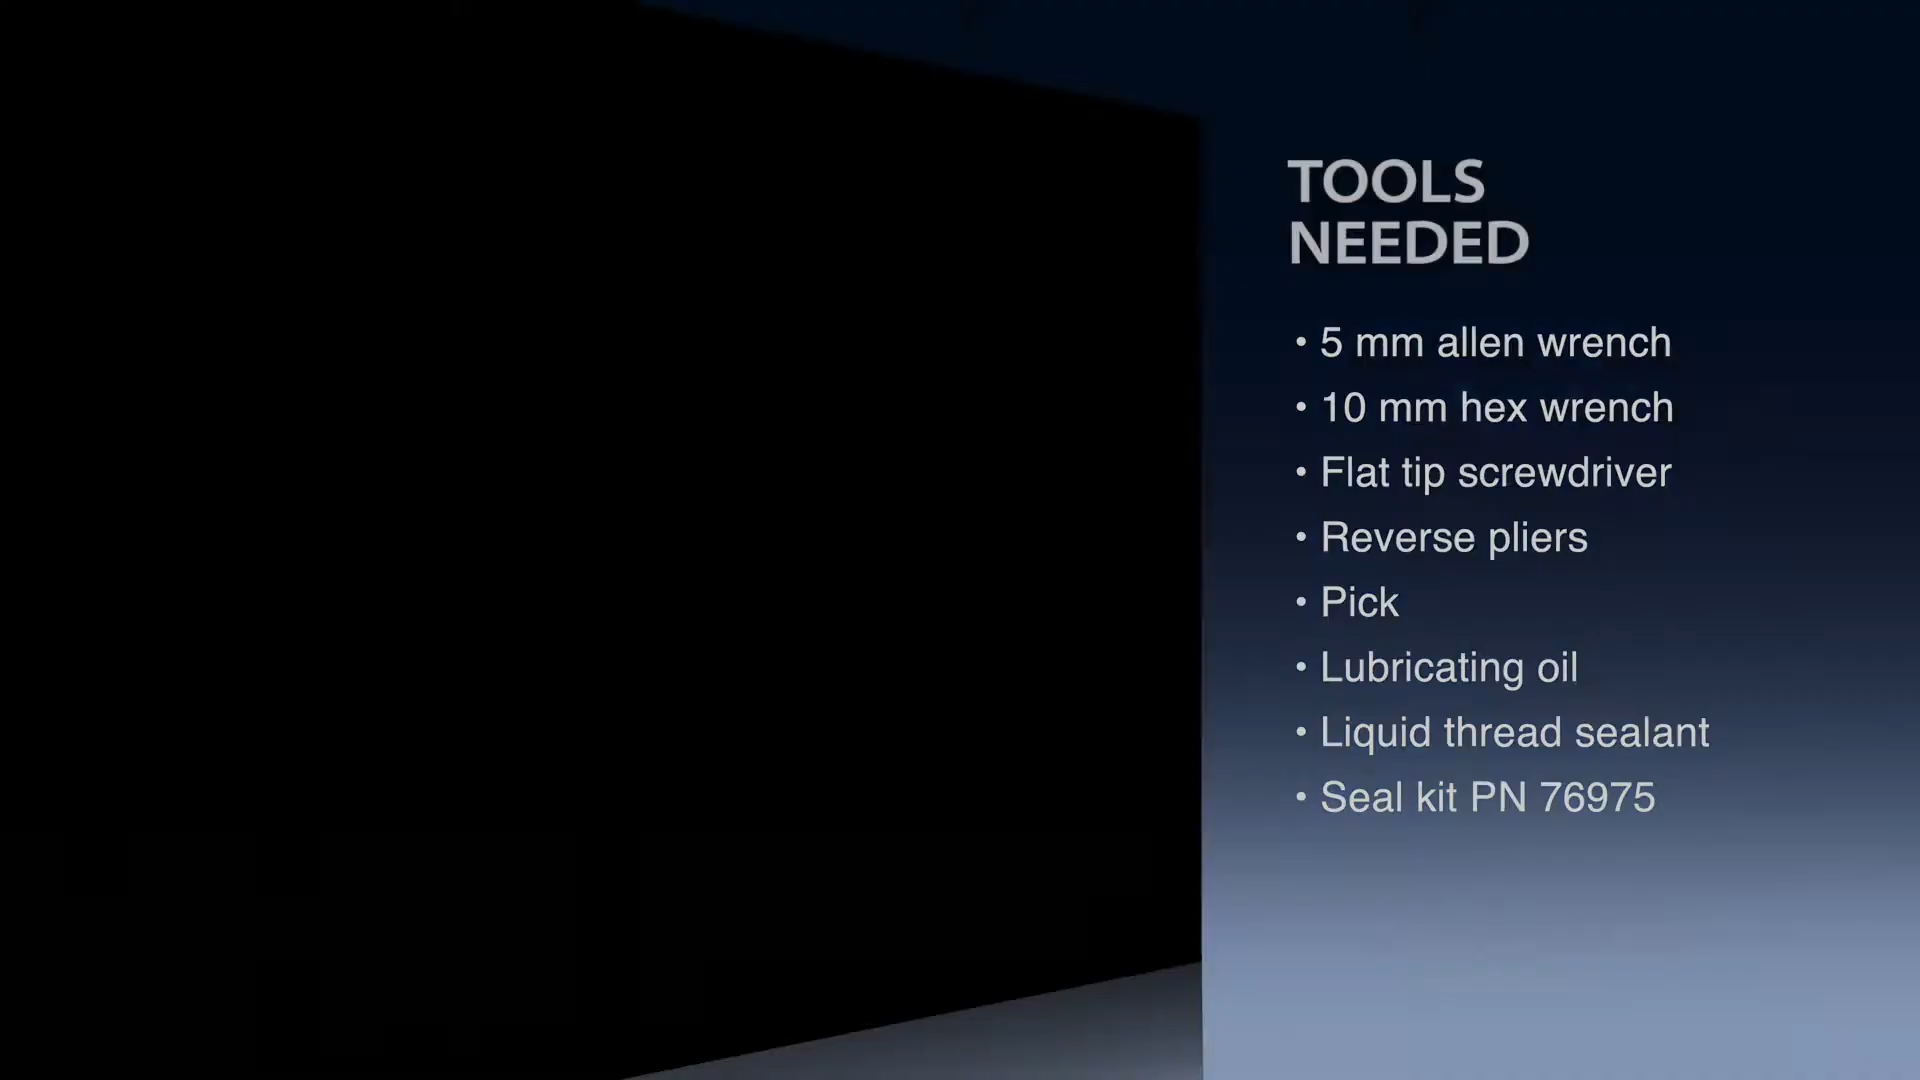 TOOLS
NEEDED
• 5 mm allen wrench
• 10 mm hex wrench
• Flat tip screwdriver
• Reverse pliers
• Pick
• Lubricating oil
• Liquid thread sealant
• Seal kit PN 76975